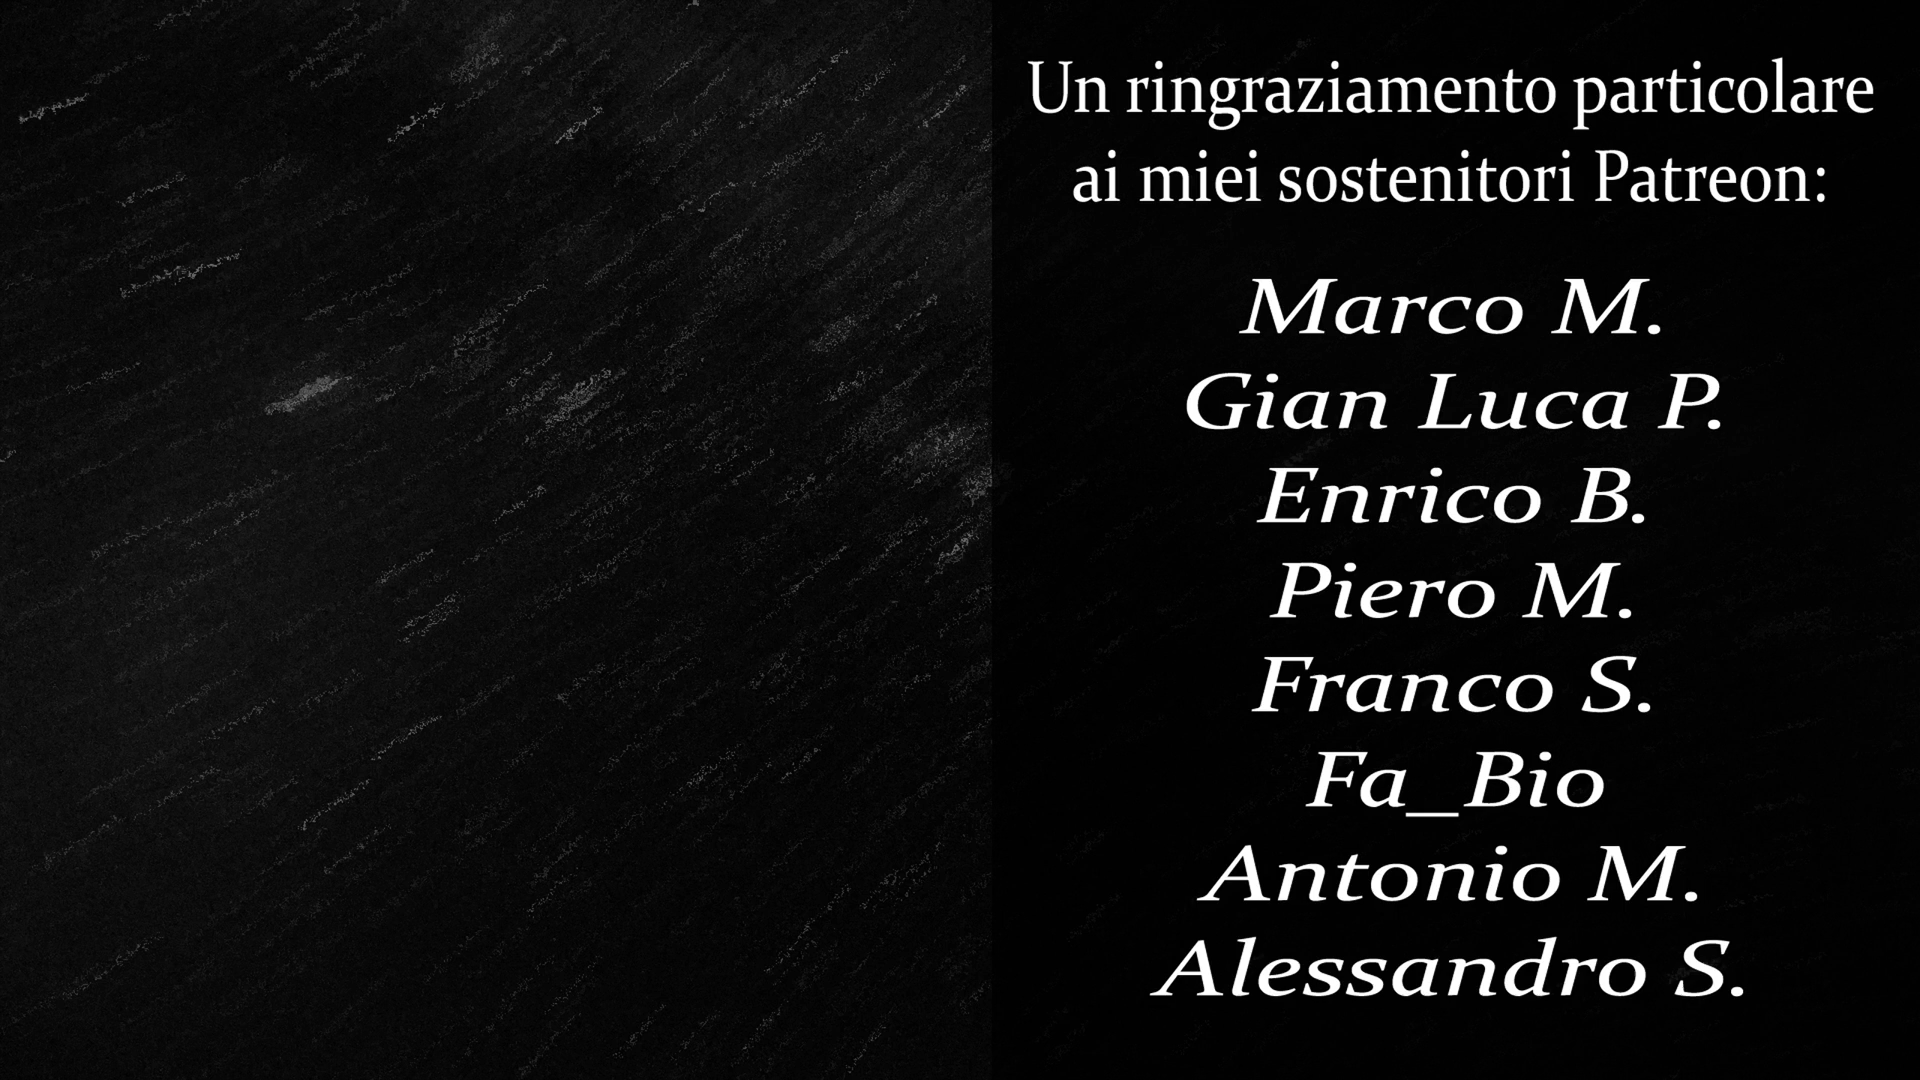 Un ringraziamento particolare
ai miei sostenitori Patreon:
Marco M.
Gian Luca P.
Enrico B.
Piero M.
Franco S.
Fa_Bio
Antonio M.
Alessandro S.